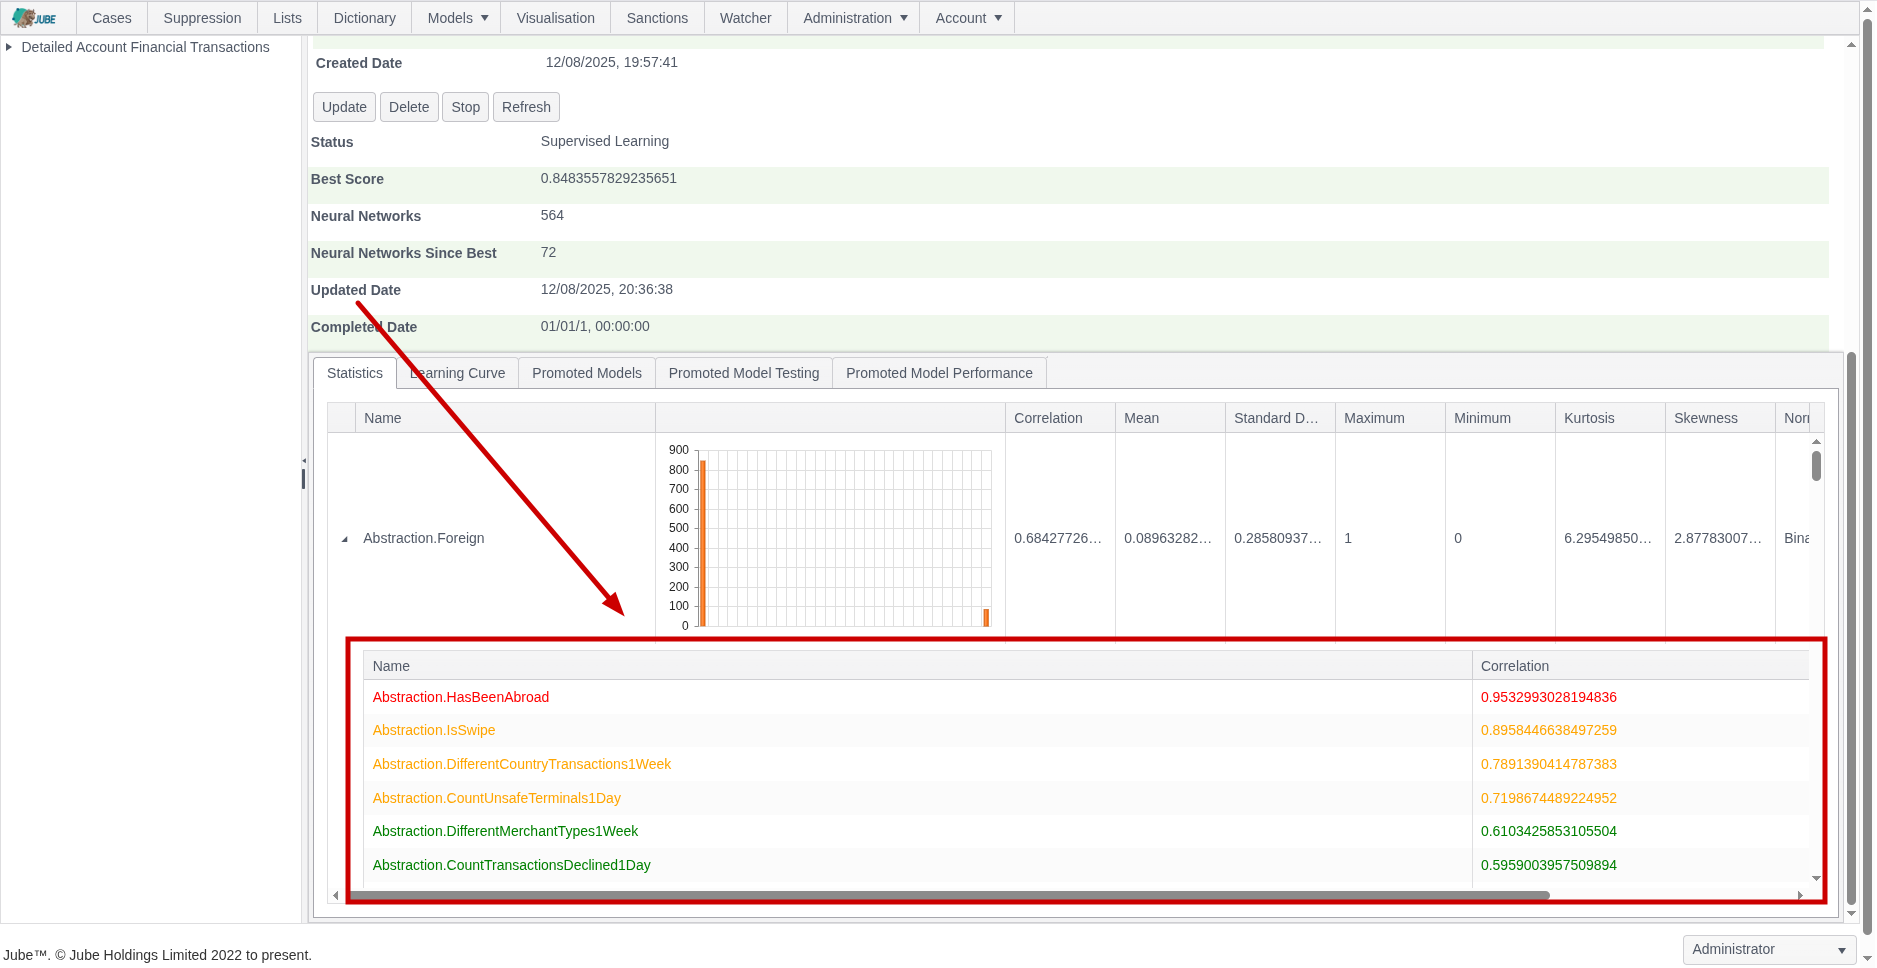 JUBE Cases Suppression Lists Dictionary Models Visualisation Sanctions Watcher Administration Account
Detailed Account Financial Transactions
Created Date 12/08/2025, 19:57:41
Update Delete Stop Refresh
Status Supervised Learning
Best Score 0.8483557829235651
Neural Networks 564
Neural Networks Since Best 72
Updated Date 12/08/2025, 20:36:38
Completed Date 01/01/1, 00:00:00
Statistics Learning Curve Promoted Models Promoted Model Testing Promoted Model Performance
Name Correlation Mean Standard D... Maximum Minimum Kurtosis Skewness Nor
900
800
700
600
500
400
300
200
100
0
Abstraction.Foreign 0.68427726... 0.08963282... 0.28580937... 1 0 6.29549850... 2.87783007... Bina
Name Correlation
Abstraction.HasBeenAbroad 0.9532993028194836
Abstraction.IsSwipe 0.8958446638497259
Abstraction.DifferentCountryTransactions1Week 0.7891390414787383
Abstraction.CountUnsafeTerminals1Day 0.7198674489224952
Abstraction.DifferentMerchantTypes1Week 0.6103425853105504
Abstraction.CountTransactionsDeclined1Day 0.5959003957509894
Jube™. © Jube Holdings Limited 2022 to present.
Administrator